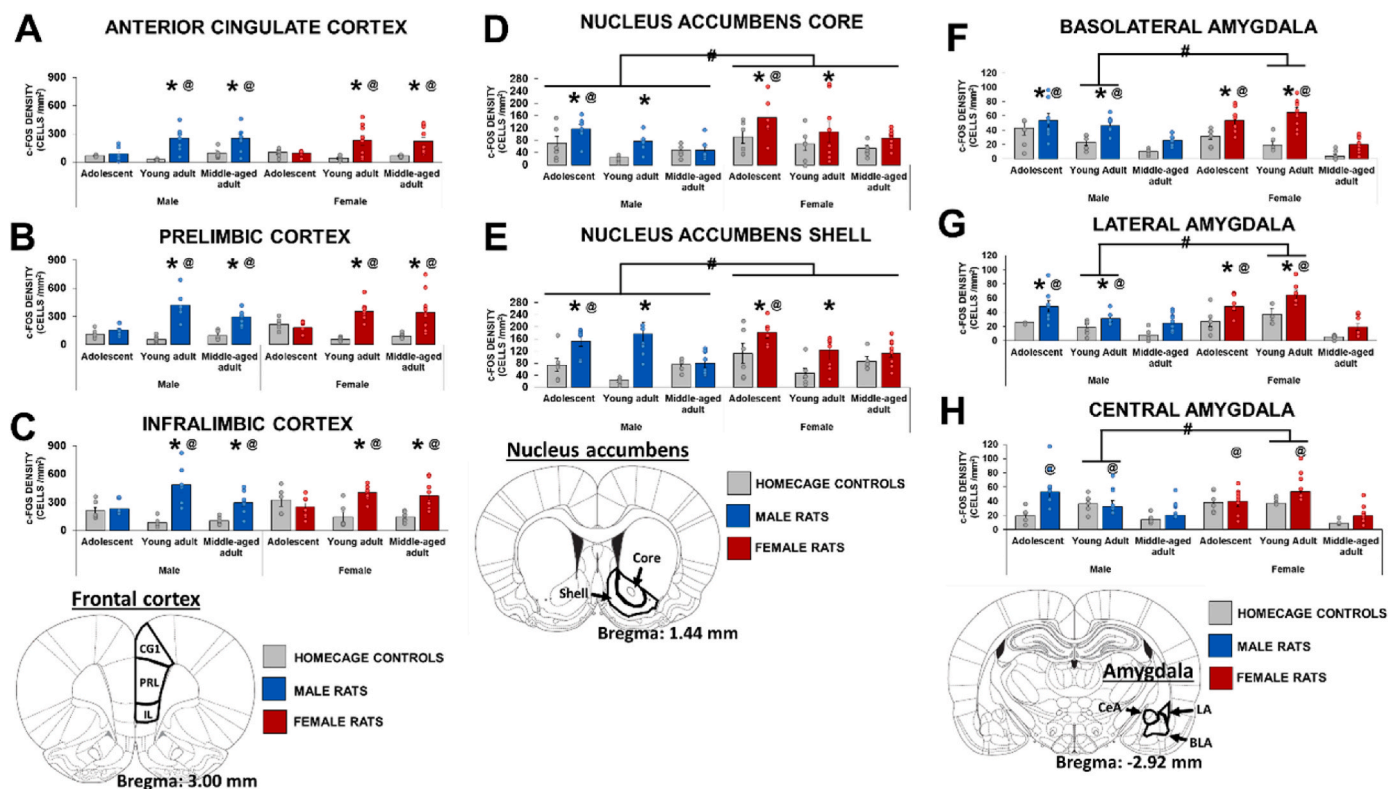 A
ANTERIOR CINGULATE CORTEX
c-FOS DENSITY
(CELLS /mm²)
900
600
300
0
* @
* @
* @
* @
Adolescent
Young adult
Middle-aged
adult
Adolescent
Young adult
Middle-aged
adult
Male
Female
B
PRELIMBIC CORTEX
c-FOS DENSITY
(CELLS /mm²)
900
600
300
0
* @
* @
* @
* @
Adolescent
Young adult
Middle-aged
adult
Adolescent
Young adult
Middle-aged
adult
Male
Female
C
INFRALIMBIC CORTEX
c-FOS DENSITY
(CELLS /mm²)
900
600
300
0
* @
* @
* @
* @
Adolescent
Young adult
Middle-aged
adult
Adolescent
Young adult
Middle-aged
adult
Male
Female
Frontal cortex
CG1
PRL
IL
HOMECAGE CONTROLS
MALE RATS
FEMALE RATS
Bregma: 3.00 mm
D
NUCLEUS ACCUMBENS CORE
#
c-FOS DENSITY
(CELLS /mm²)
280
240
200
160
120
80
40
0
* @
*
* @
*
Adolescent
Young adult
Middle-aged
adult
Adolescent
Young adult
Middle-aged
adult
Male
Female
E
NUCLEUS ACCUMBENS SHELL
#
c-FOS DENSITY
(CELLS /mm²)
280
240
200
160
120
80
40
0
* @
*
* @
*
Adolescent
Young adult
Middle-aged
adult
Adolescent
Young adult
Middle-aged
adult
Male
Female
Nucleus accumbens
Core
Shell
HOMECAGE CONTROLS
MALE RATS
FEMALE RATS
Bregma: 1.44 mm
F
BASOLATERAL AMYGDALA
#
c-FOS DENSITY
(CELLS /mm²)
120
100
80
60
40
20
0
* @
* @
* @
* @
Adolescent
Young Adult
Middle-aged
adult
Adolescent
Young Adult
Middle-aged
adult
Male
Female
G
LATERAL AMYGDALA
#
c-FOS DENSITY
(CELLS /mm²)
120
100
80
60
40
20
0
* @
* @
* @
* @
Adolescent
Young Adult
Middle-aged
adult
Adolescent
Young Adult
Middle-aged
adult
Male
Female
H
CENTRAL AMYGDALA
#
c-FOS DENSITY
(CELLS /mm²)
120
100
80
60
40
20
0
@
@
@
@
Adolescent
Young Adult
Middle-aged
adult
Adolescent
Young Adult
Middle-aged
adult
Male
Female
HOMECAGE CONTROLS
MALE RATS
FEMALE RATS
Amygdala
CeA
LA
BLA
Bregma: -2.92 mm